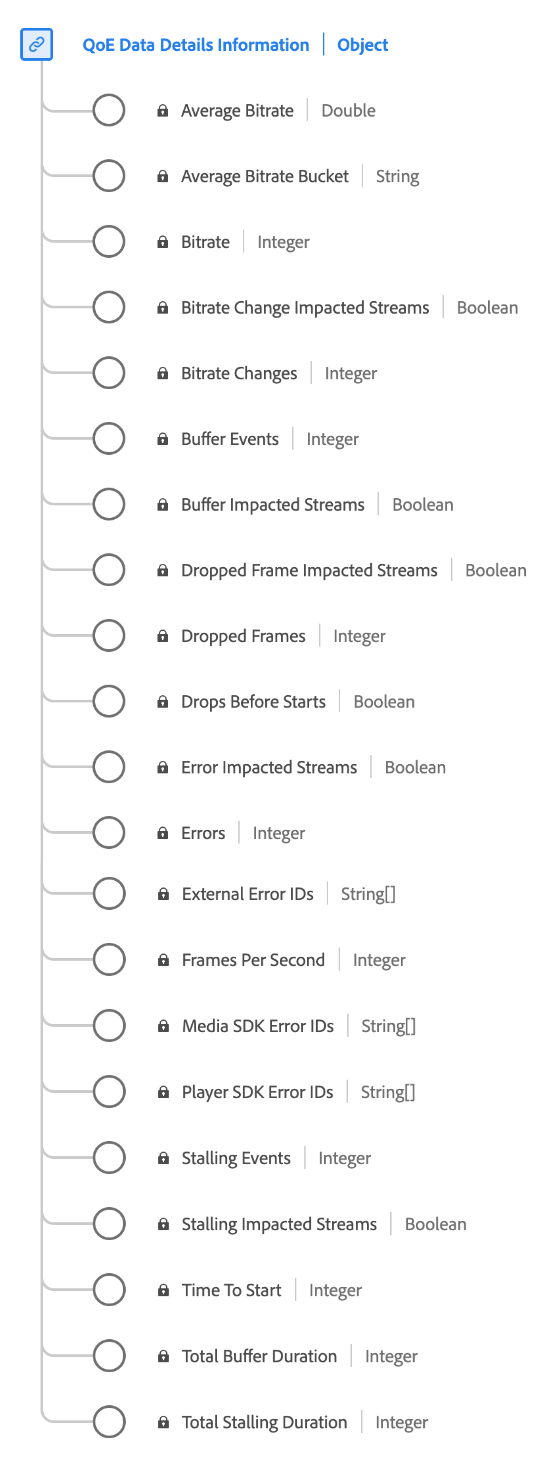 QoE Data Details Information | Object
Average Bitrate | Double
Average Bitrate Bucket | String
Bitrate | Integer
Bitrate Change Impacted Streams | Boolean
Bitrate Changes | Integer
Buffer Events | Integer
Buffer Impacted Streams | Boolean
Dropped Frame Impacted Streams | Boolean
Dropped Frames | Integer
Drops Before Starts | Boolean
Error Impacted Streams | Boolean
Errors | Integer
External Error IDs | String[]
Frames Per Second | Integer
Media SDK Error IDs | String[]
Player SDK Error IDs | String[]
Stalling Events | Integer
Stalling Impacted Streams | Boolean
Time To Start | Integer
Total Buffer Duration | Integer
Total Stalling Duration | Integer